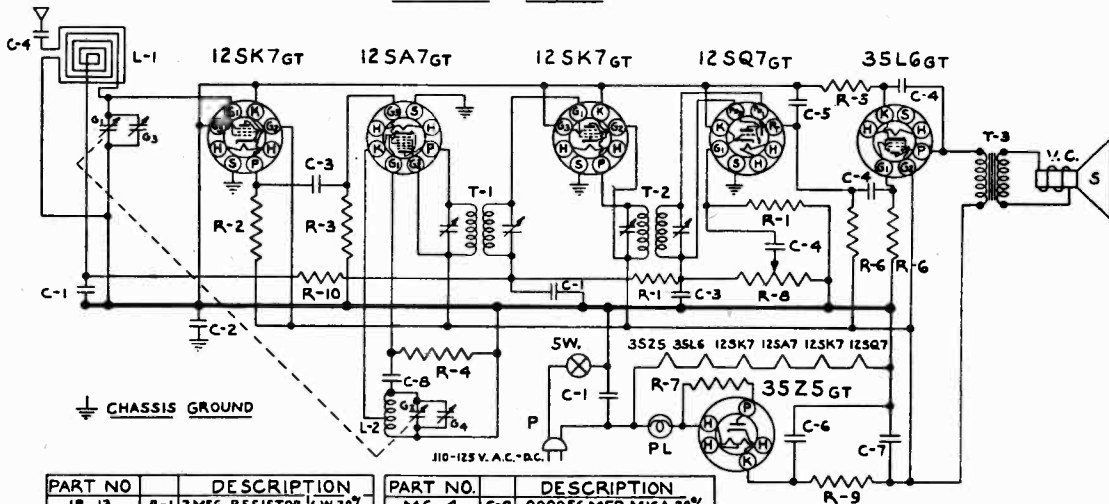 C-4
L-1
12SK7GT
12SA7GT
12SK7GT
12SQ7GT
35L6GT
R-5
C-4
C-5
T-3
V.C.
S
G3
C-3
T-1
T-2
R-2
R-3
R-1
C-4
C-4
R-6
R-6
C-1
R-10
C-1
R-1
C-3
R-8
C-2
R-4
C-8
L-2
G4
SW.
35Z5 35L6 12SK7 12SA7 12SK7 12SQ7
C-1
R-7
35Z5GT
P
PL
C-6
C-7
R-9
CHASSIS GROUND
110-125 V. A.C.-D.C.
PART NO DESCRIPTION
PART NO. DESCRIPTION